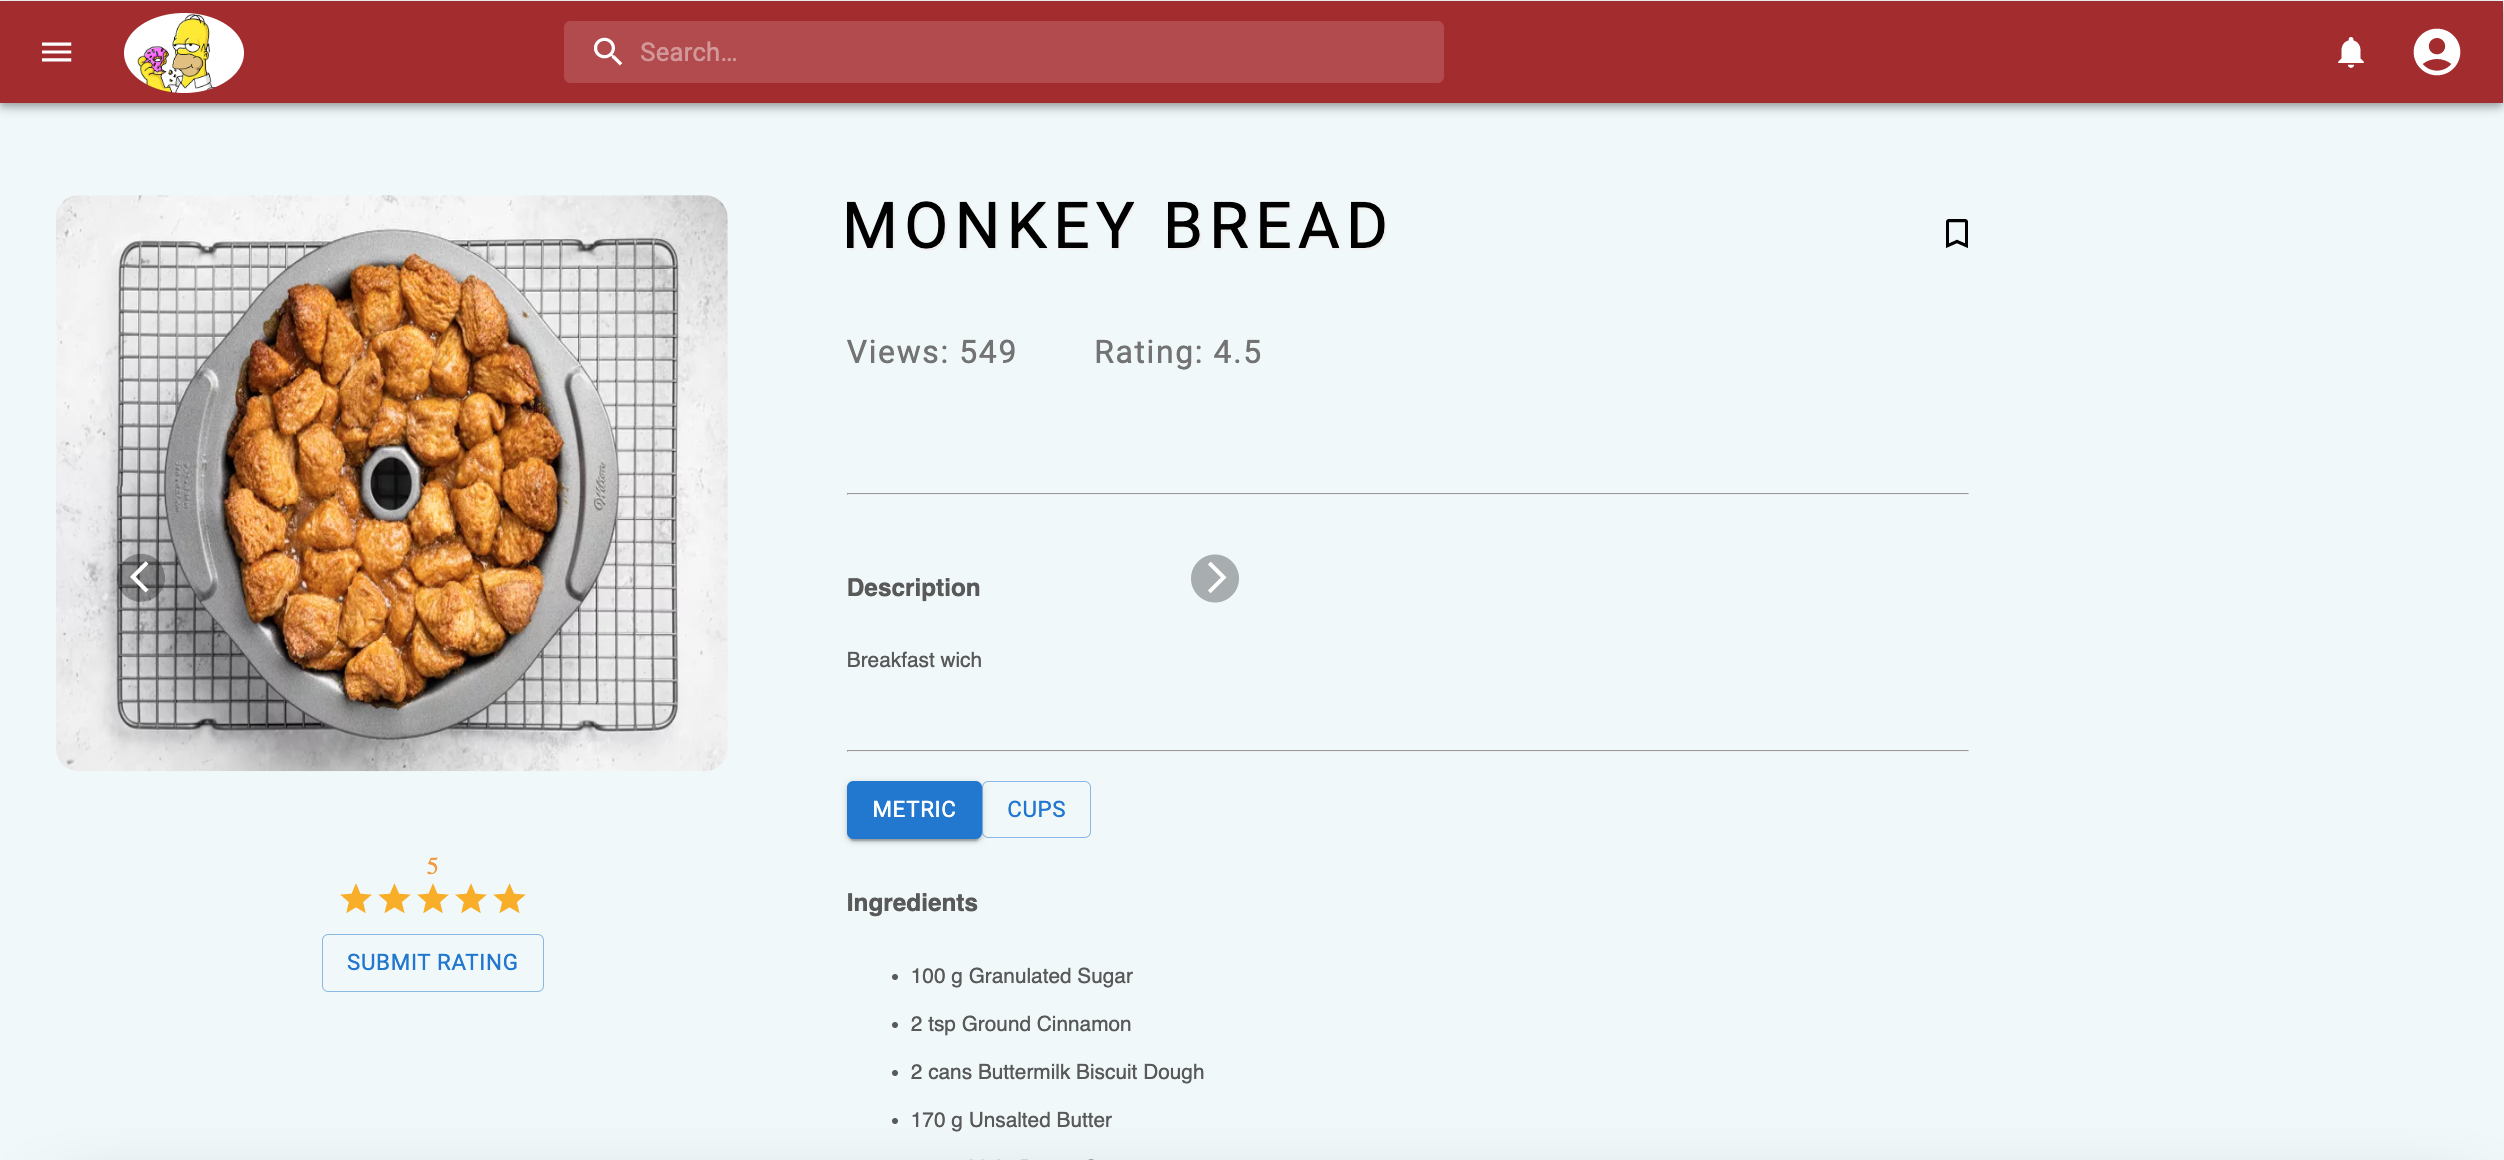 Search...
MONKEY BREAD
Views: 549 Rating: 4.5
Description
Breakfast wich
METRIC CUPS
5
SUBMIT RATING
Ingredients
100 g Granulated Sugar
2 tsp Ground Cinnamon
2 cans Buttermilk Biscuit Dough
170 g Unsalted Butter
Wilton